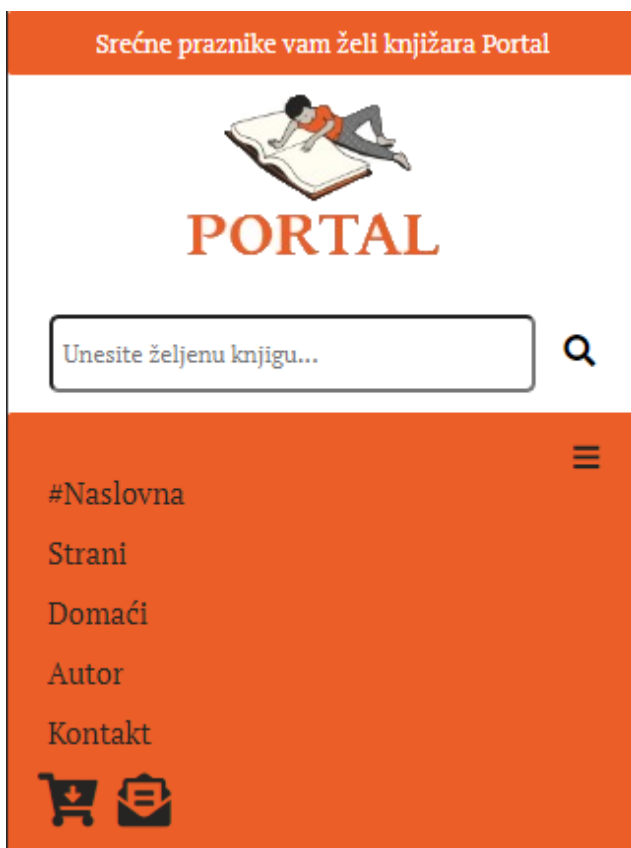 Srećne praznike vam želi knjižara Portal
PORTAL
Unesite željenu knjigu...
#Naslovna
Strani
Domaći
Autor
Kontakt